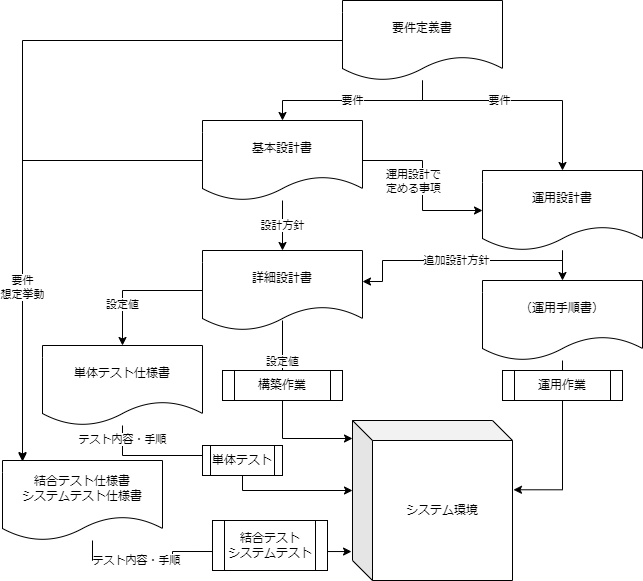 要件定義書
要件
要件
基本設計書
運用設計で
定める事項
運用設計書
設計方針
追加設計方針
要件
想定挙動
詳細設計書
（運用手順書）
設定値
設定値
単体テスト仕様書
構築作業
運用作業
テスト内容・手順
単体テスト
結合テスト仕様書
システムテスト仕様書
システム環境
結合テスト
システムテスト
テスト内容・手順